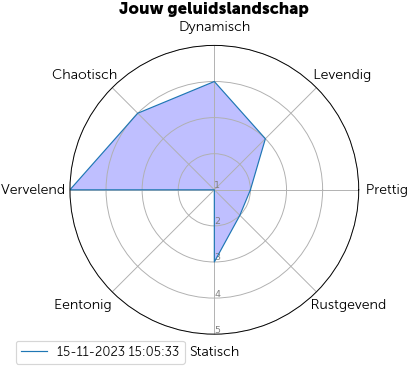 Jouw geluidslandschap
Dynamisch
Chaotisch
Levendig
Vervelend
1
Prettig
2
3
4
Eentonig
Rustgevend
5
15-11-2023 15:05:33
Statisch